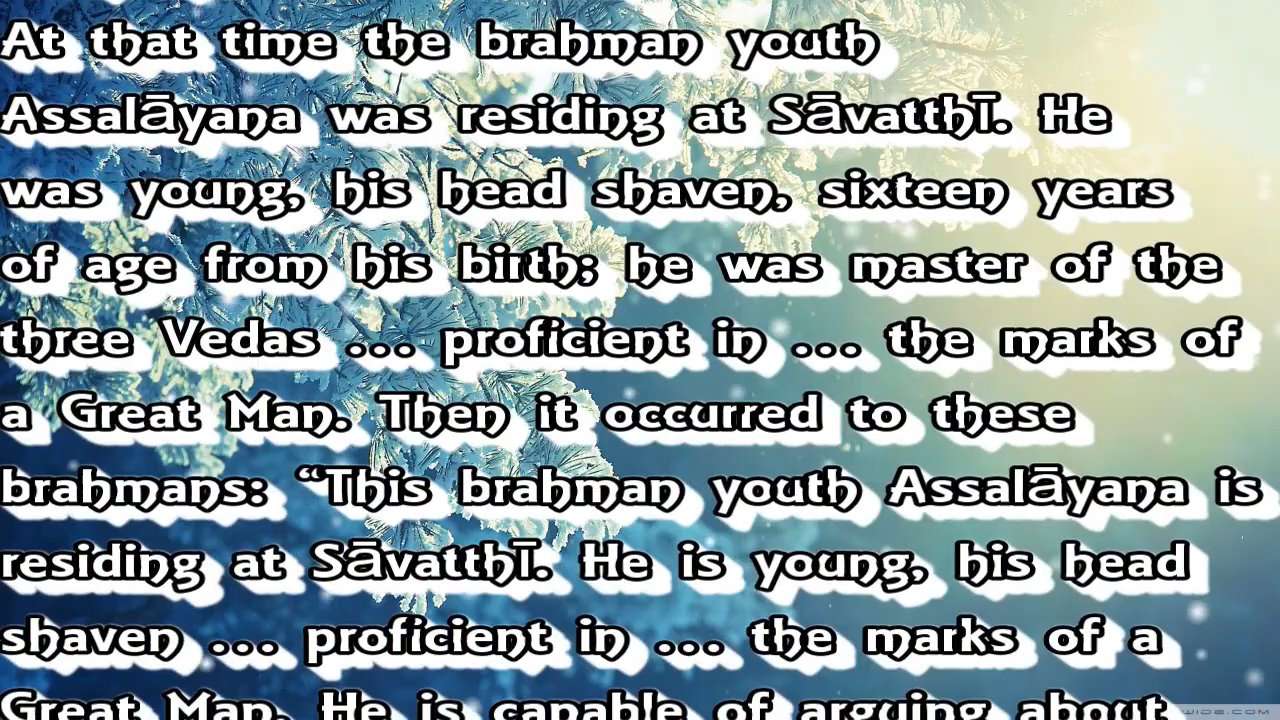 At that time the brahman youth
Assalāyana was residing at Sāvatthī. He
was young, his head shaven, sixteen years
of age from his birth; he was master of the
three Vedas ... proficient in ... the marks of
a Great Man. Then it occurred to these
brahmans: “This brahman youth Assalāyana is
residing at Sāvatthī. He is young, his head
shaven ... proficient in ... the marks of a
Great Man. He is capable of arguing about
WIDE.COM